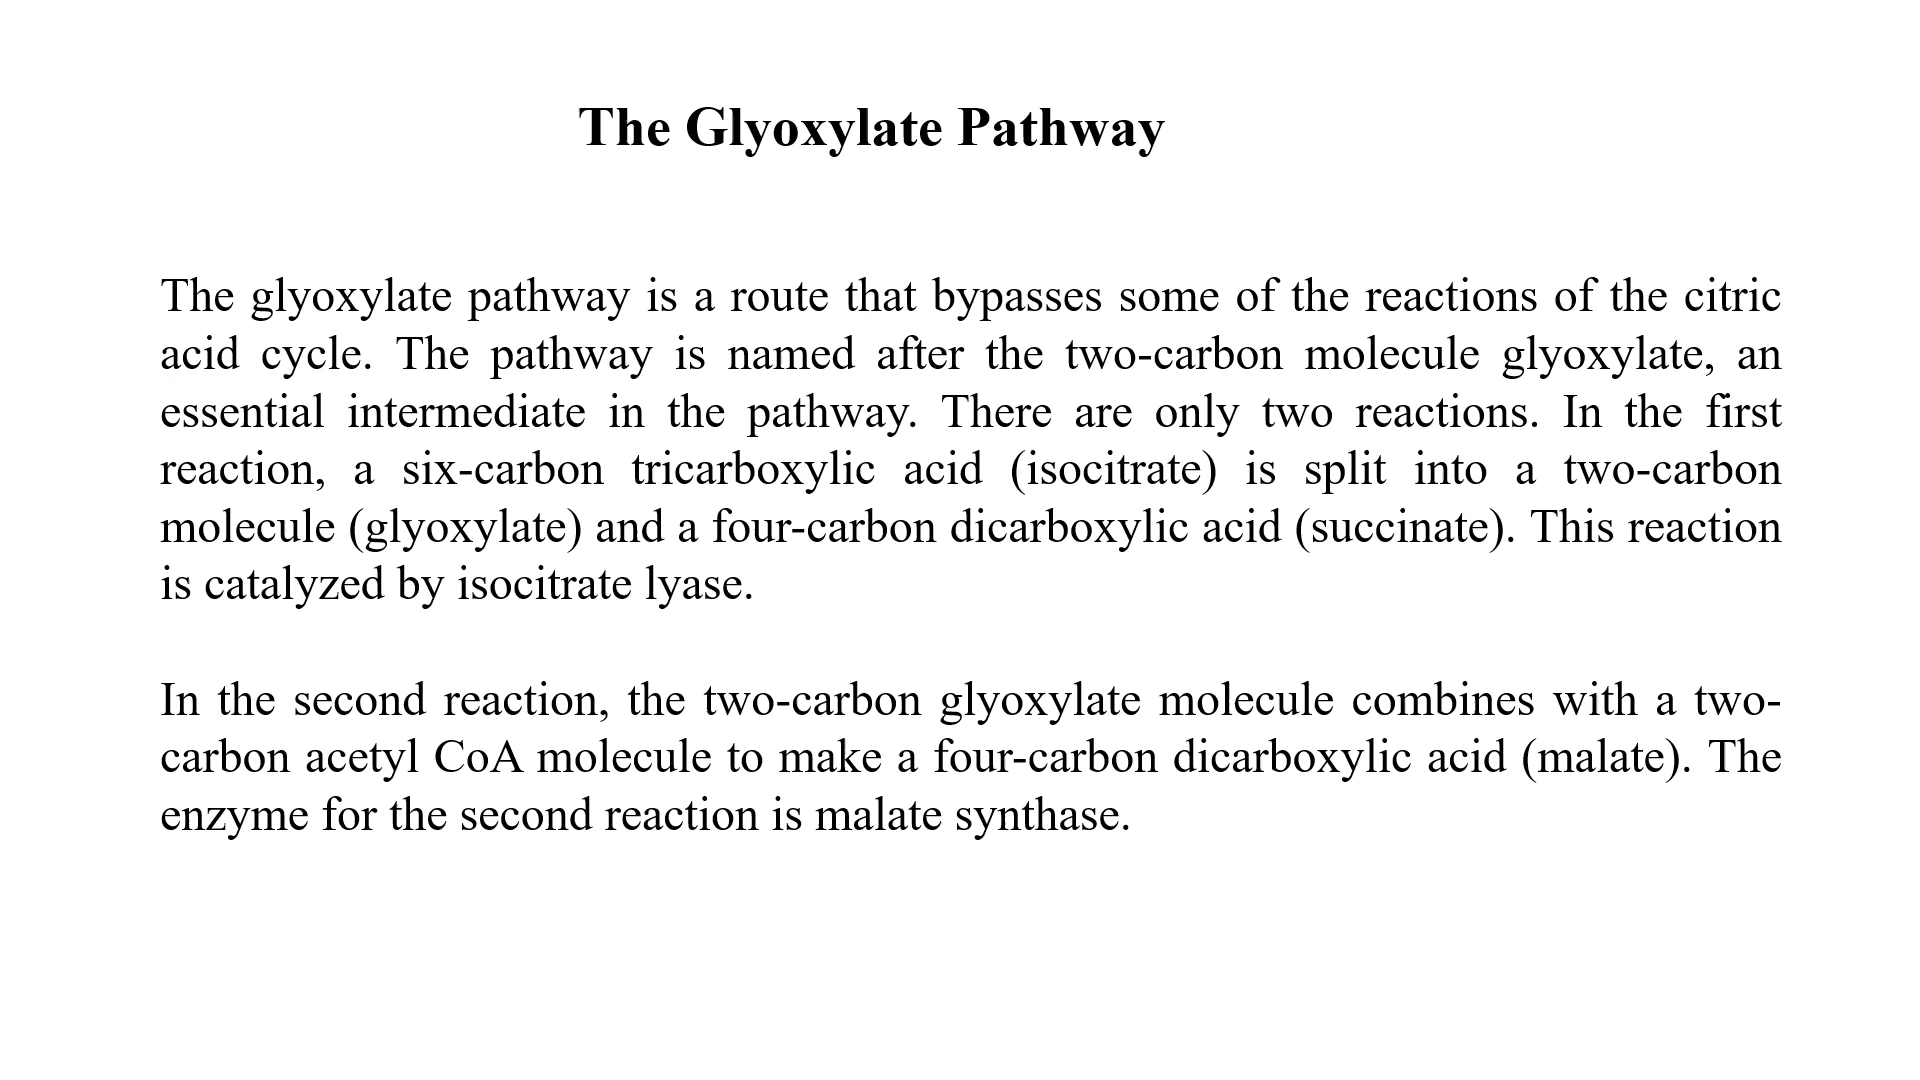 The Glyoxylate Pathway
The glyoxylate pathway is a route that bypasses some of the reactions of the citric
acid cycle. The pathway is named after the two-carbon molecule glyoxylate, an
essential intermediate in the pathway. There are only two reactions. In the first
reaction, a six-carbon tricarboxylic acid (isocitrate) is split into a two-carbon
molecule (glyoxylate) and a four-carbon dicarboxylic acid (succinate). This reaction
is catalyzed by isocitrate lyase.
In the second reaction, the two-carbon glyoxylate molecule combines with a two-
carbon acetyl CoA molecule to make a four-carbon dicarboxylic acid (malate). The
enzyme for the second reaction is malate synthase.